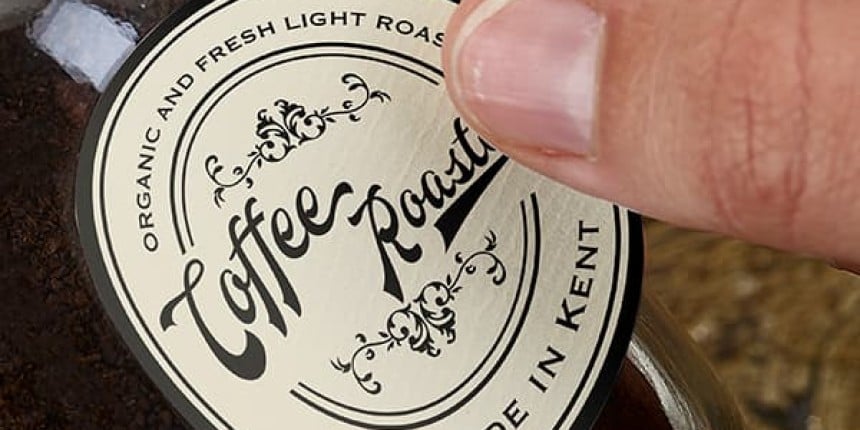 ORGANIC AND FRESH LIGHT ROAS
Coffee
Roast
DE IN KENT